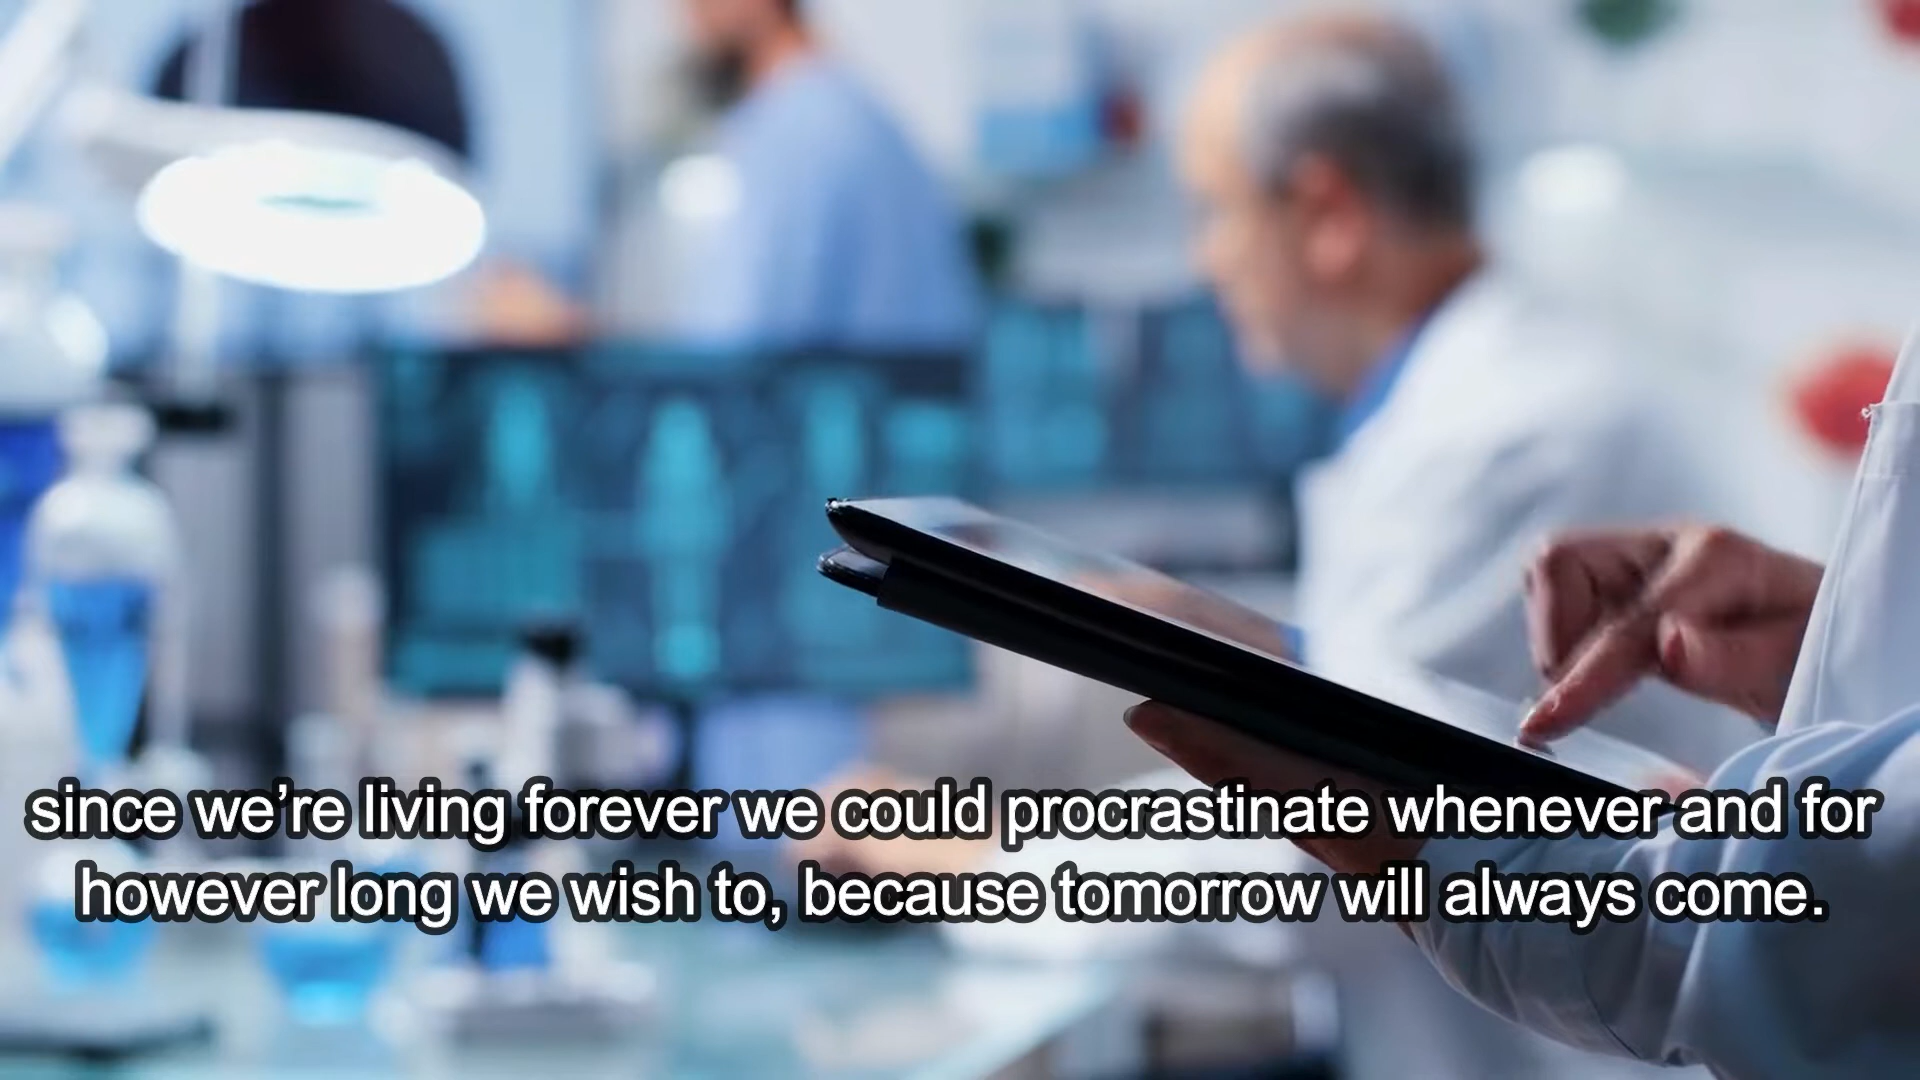 since we’re living forever we could procrastinate whenever and for
however long we wish to, because tomorrow will always come.